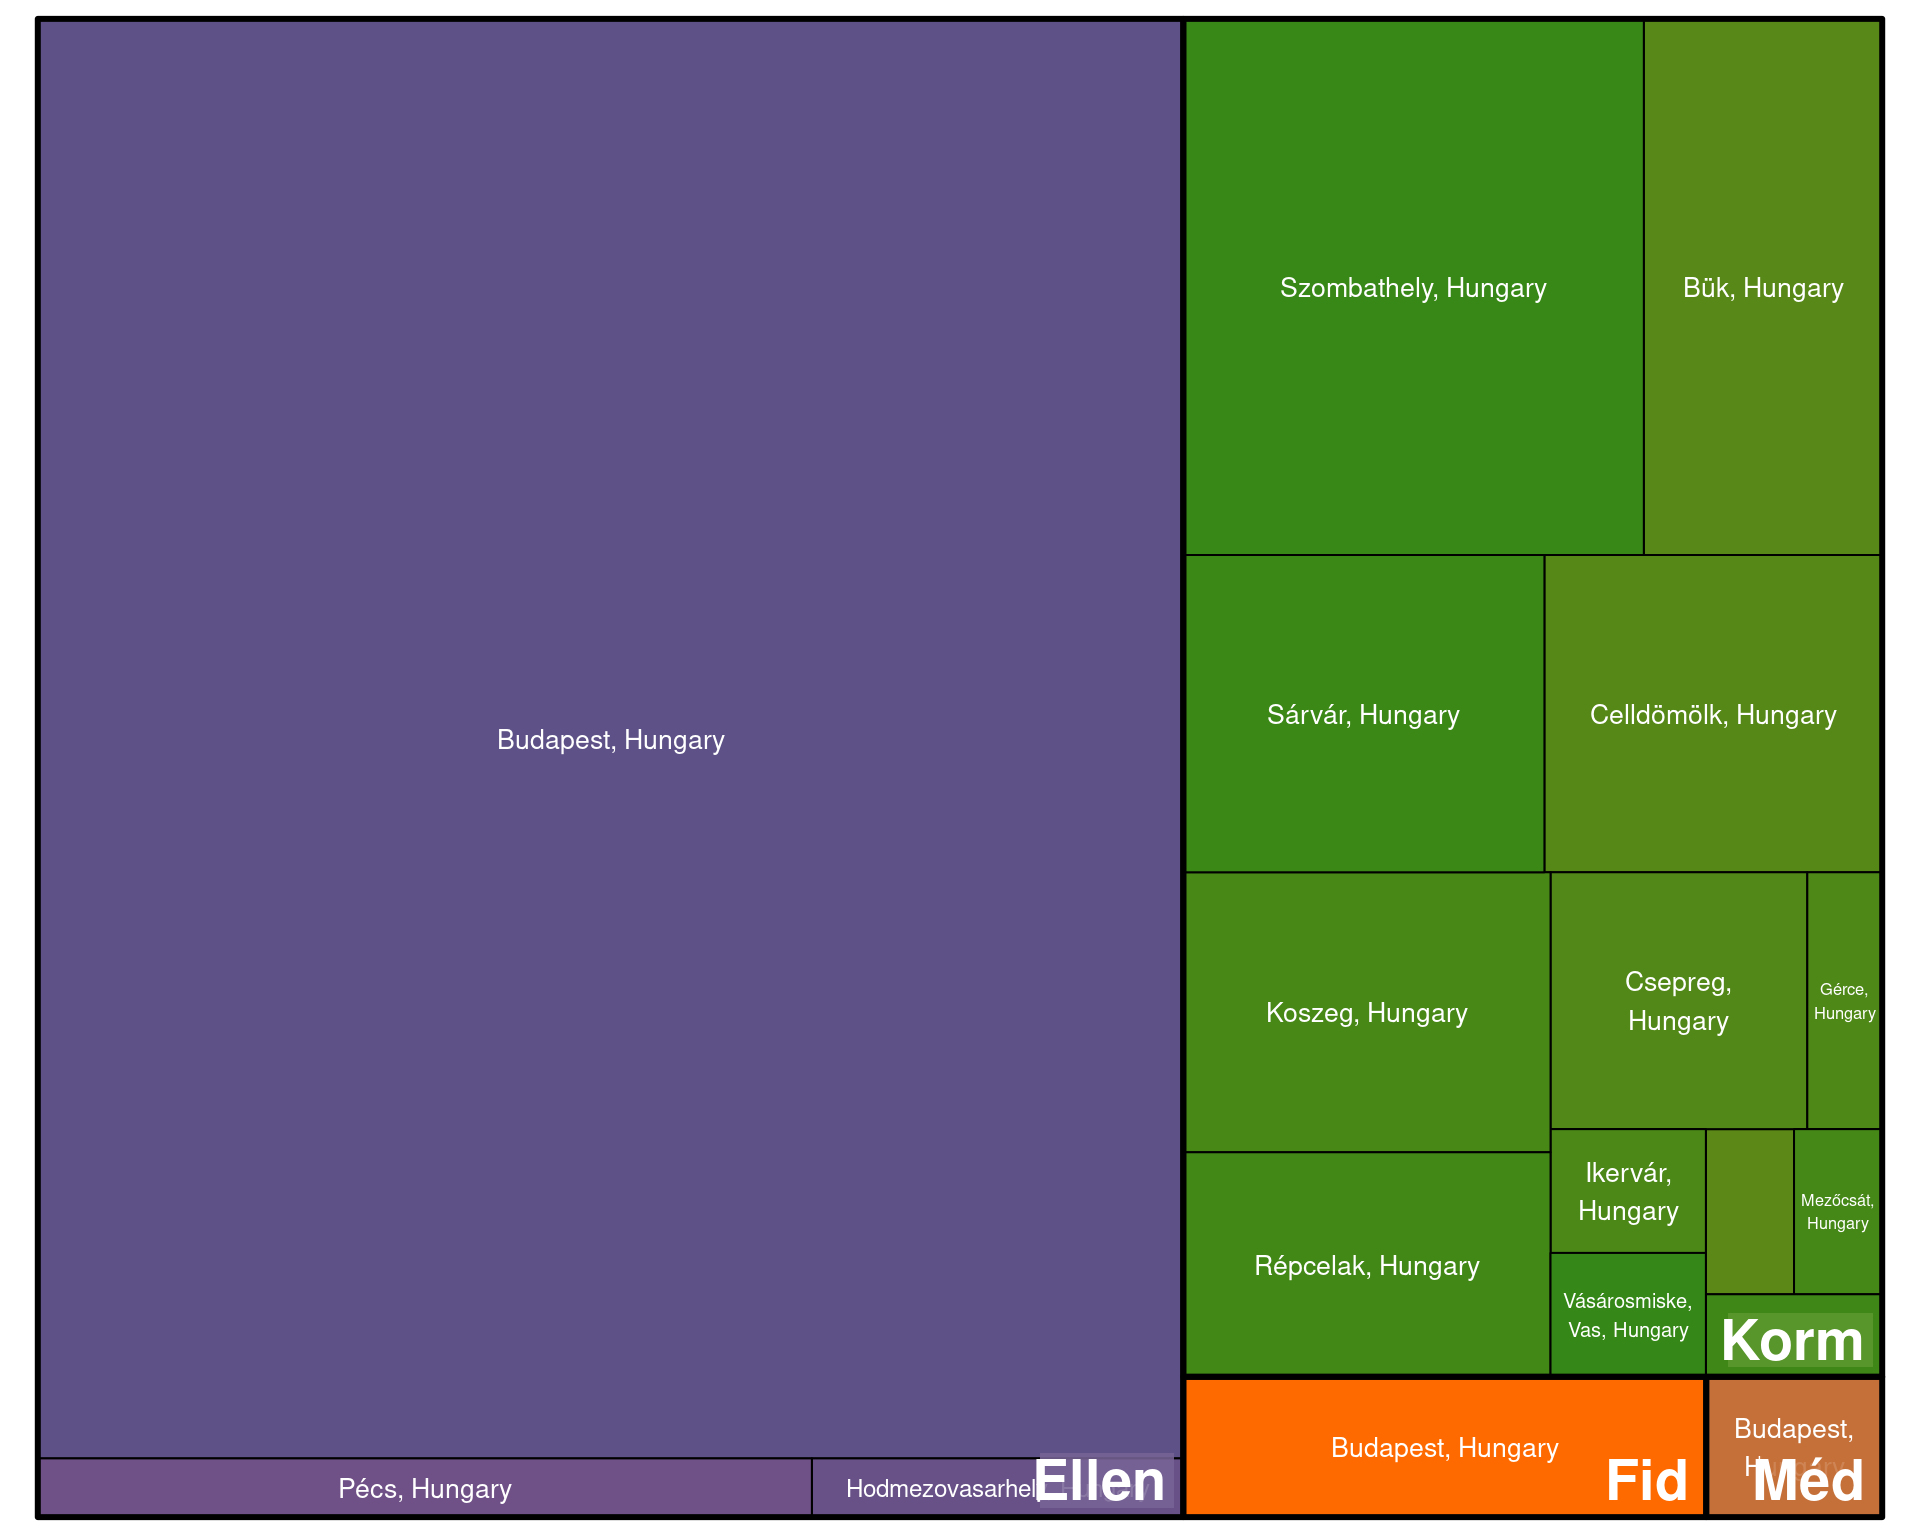 Budapest, Hungary
Pécs, Hungary
Hodmezovasarhel
Ellen
Szombathely, Hungary
Bük, Hungary
Sárvár, Hungary
Celldömölk, Hungary
Koszeg, Hungary
Csepreg,
Hungary
Gérce,
Hungary
Répcelak, Hungary
Ikervár,
Hungary
Mezőcsát,
Hungary
Vásárosmiske,
Vas, Hungary
Korm
Budapest, Hungary
Fid
Budapest,
Méd